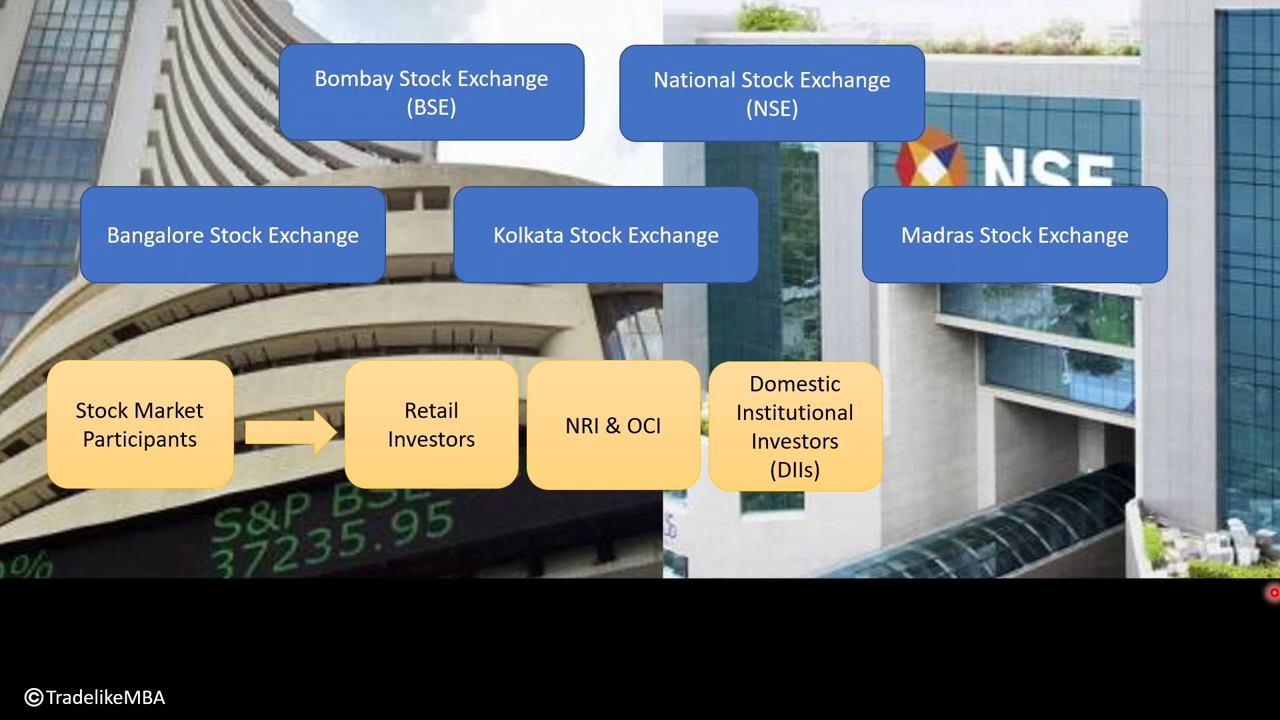 Bombay Stock Exchange
(BSE)
National Stock Exchange
(NSE)
NSE
Bangalore Stock Exchange
Kolkata Stock Exchange
Madras Stock Exchange
Stock Market
Participants
Retail
Investors
NRI & OCI
Domestic
Institutional
Investors
(DIIs)
S&P BSE
37235.95
0%
©TradelikeMBA